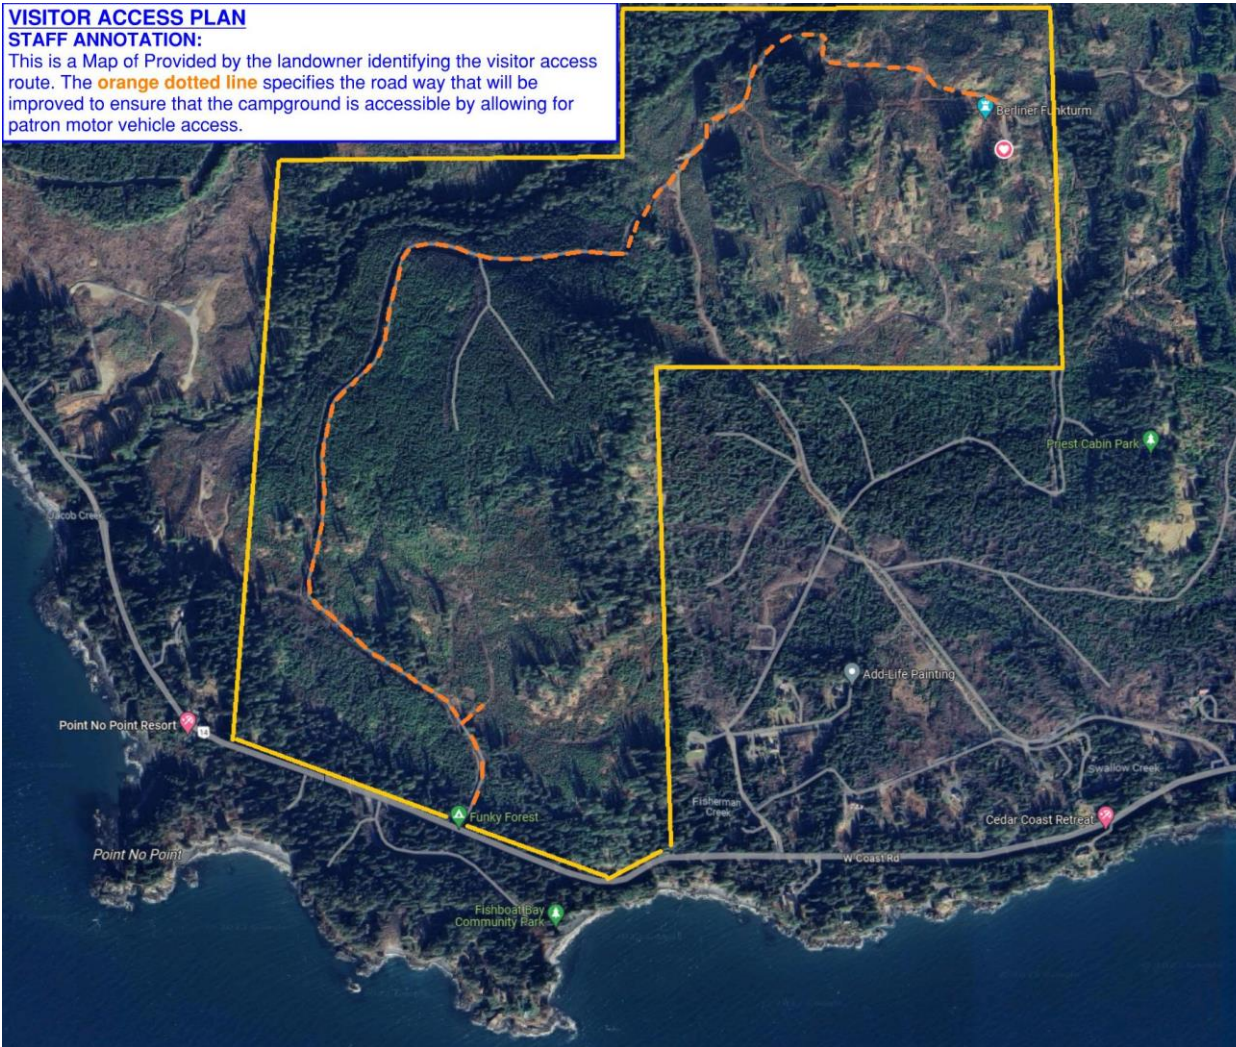 VISITOR ACCESS PLAN
STAFF ANNOTATION:
This is a Map of Provided by the landowner identifying the visitor access
route. The orange dotted line specifies the road way that will be
improved to ensure that the campground is accessible by allowing for
patron motor vehicle access.
Berliner Funkturm
Priest Cabin Park
Jacob Creek
Add-Life Painting
Point No Point Resort
14
Swallow Creek
Fisherman
Creek
Funky Forest
Cedar Coast Retreat
Point No Point
W Coast Rd
Fishboat Bay
Community Park